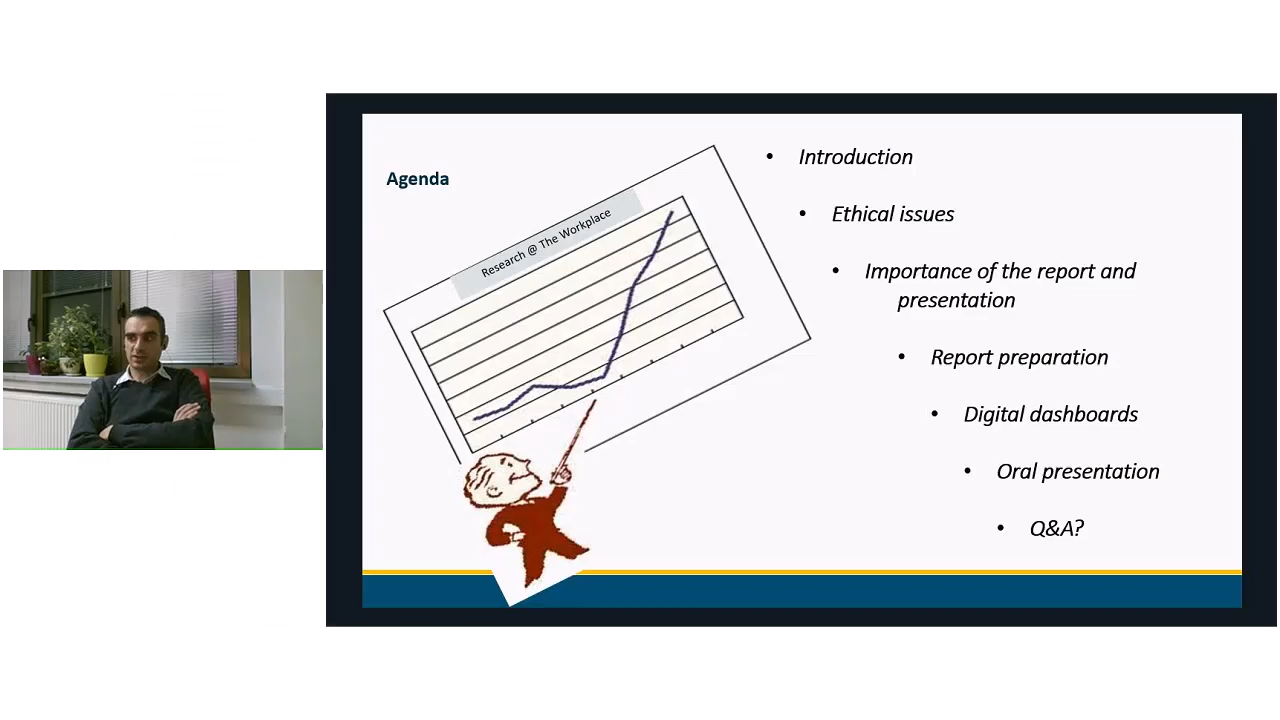 Agenda
Research @ The Workplace
• Introduction
• Ethical issues
• Importance of the report and
presentation
• Report preparation
• Digital dashboards
• Oral presentation
• Q&A?